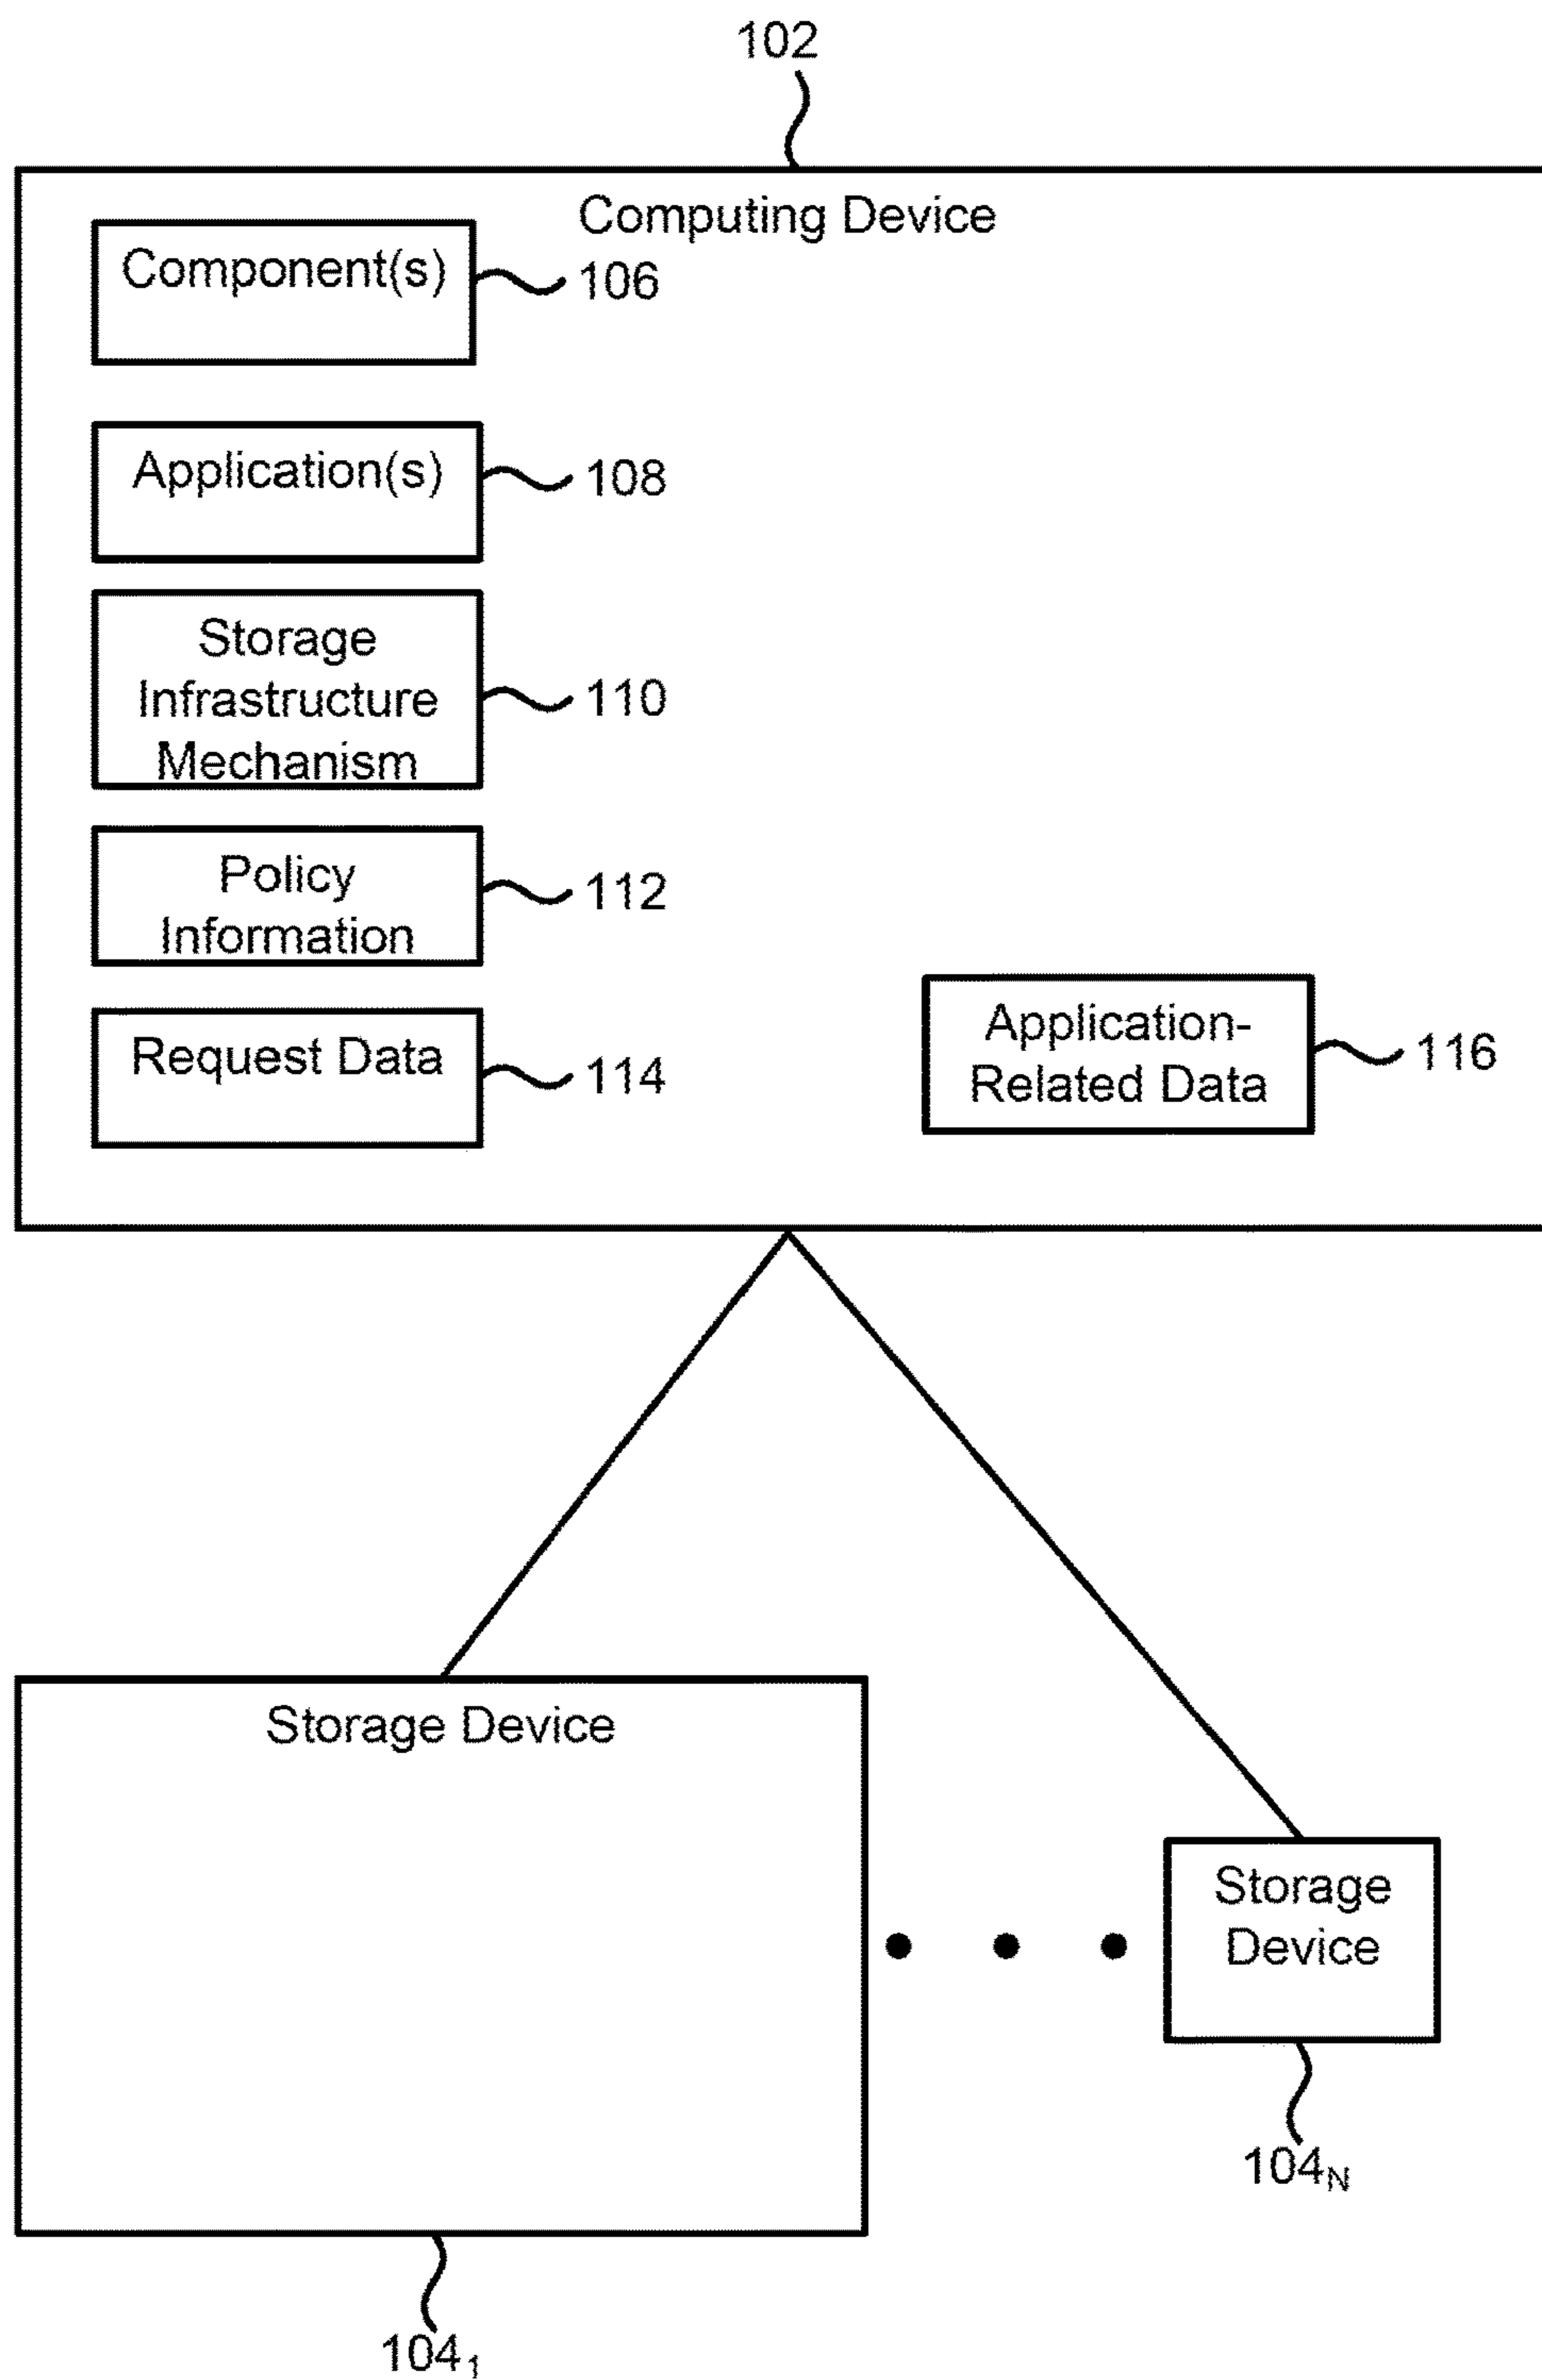 102
Computing Device
Component(s)
106
Application(s)
108
Storage
Infrastructure
Mechanism
110
Policy
Information
112
Request Data
114
Application-
Related Data
116
Storage Device
Storage
Device
104N
1041